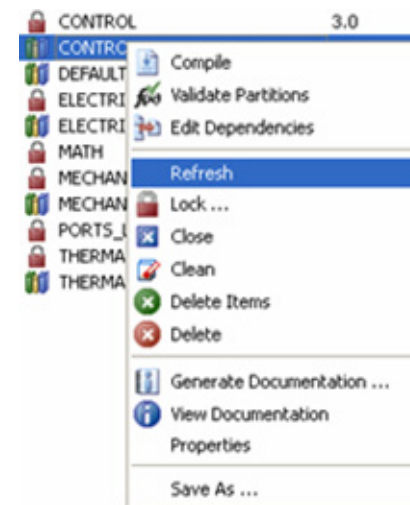 CONTROL 3.0
CONTRO
DEFAULT
ELECTRI
ELECTRI
MATH
MECHAN
MECHAN
PORTS_L
THERMA
THERMA
Compile
Validate Partitions
Edit Dependencies
Refresh
Lock ...
Close
Clean
Delete Items
Delete
Generate Documentation ...
View Documentation
Properties
Save As ...